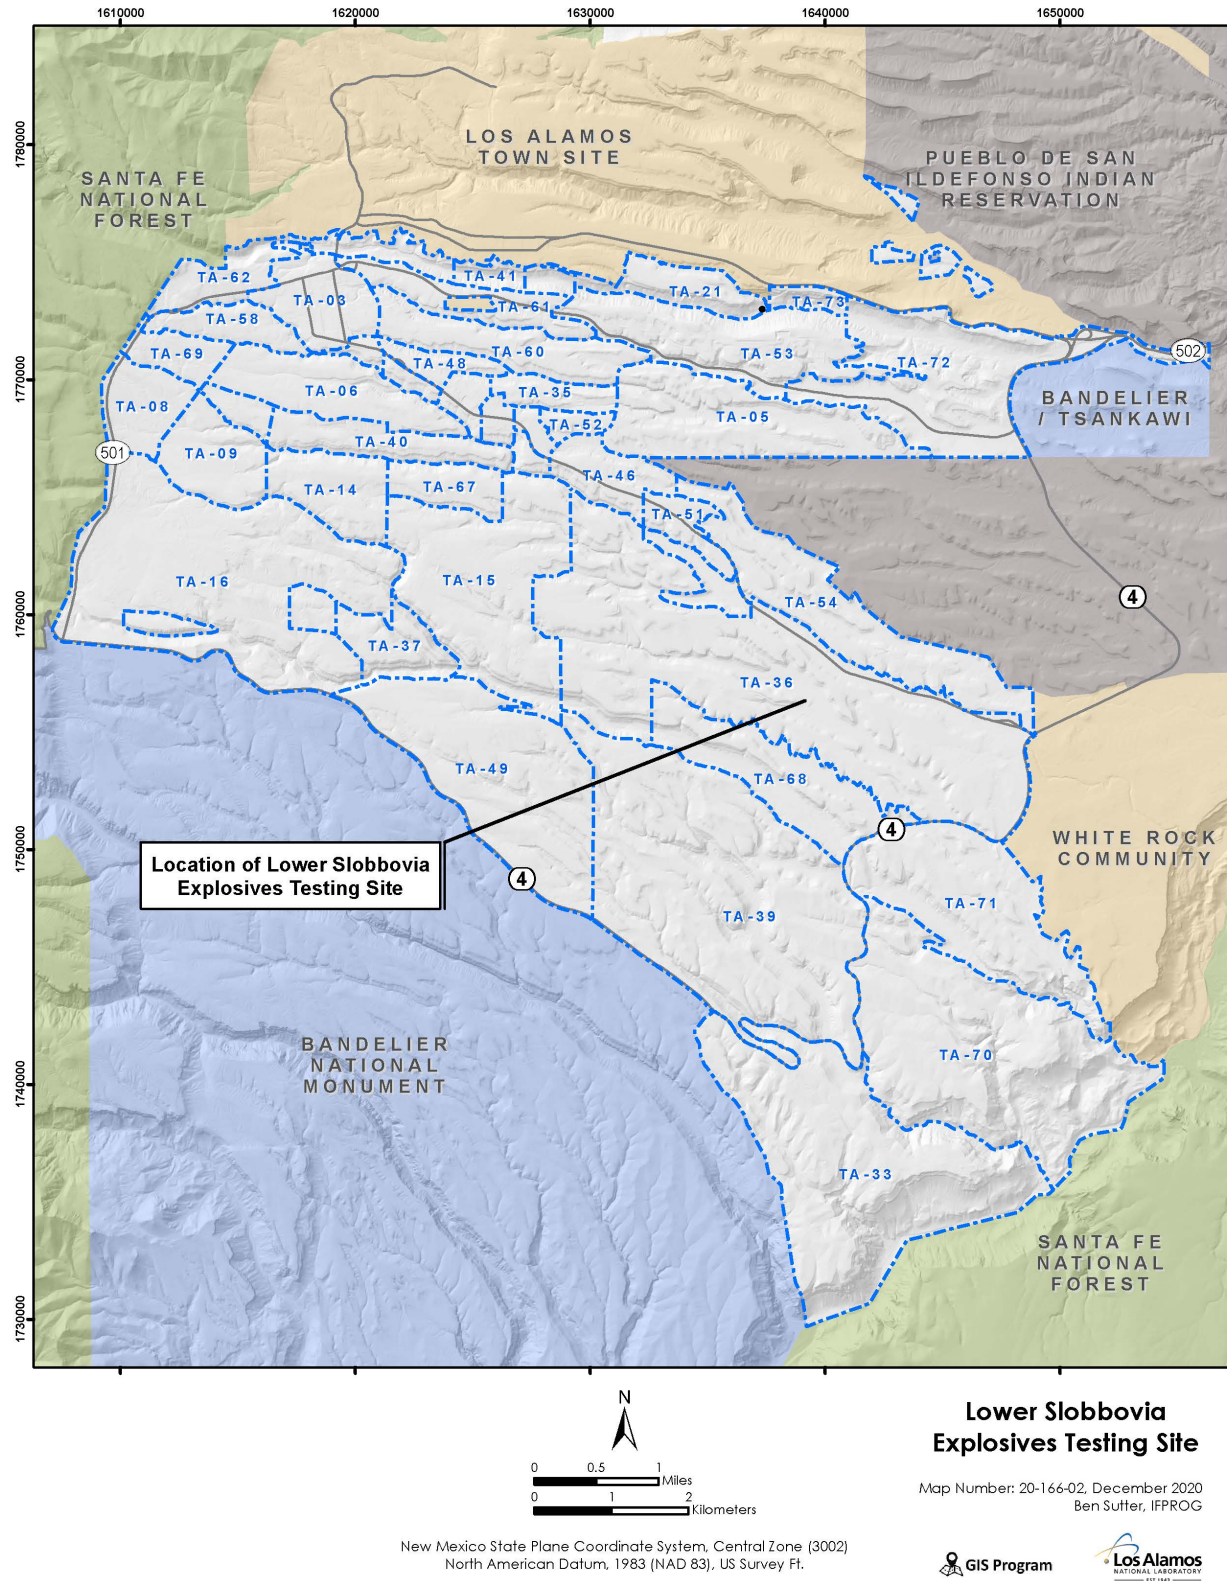 1610000
1620000
1630000
1640000
1650000
1780000
1770000
1760000
1750000
1740000
1730000
LOS ALAMOS
TOWN SITE
PUEBLO DE SAN
ILDEFONSO INDIAN
RESERVATION
SANTA FE
NATIONAL
FOREST
TA-62
TA-41
TA-03
TA-61
TA-21
TA-73
TA-58
TA-69
TA-48
TA-60
TA-53
TA-72
502
TA-08
TA-06
TA-35
TA-05
BANDELIER
/ TSANKAWI
TA-52
TA-40
501
TA-09
TA-46
TA-14
TA-67
TA-51
TA-16
TA-15
TA-54
4
TA-37
TA-36
TA-49
TA-68
4
WHITE ROCK
COMMUNITY
Location of Lower Slobbovia
Explosives Testing Site
4
TA-39
TA-71
BANDELIER
NATIONAL
MONUMENT
TA-70
TA-33
SANTA FE
NATIONAL
FOREST
N
0 0.5 1
Miles
0 1 2
Kilometers
Lower Slobbovia
Explosives Testing Site
Map Number: 20-166-02, December 2020
Ben Sutter, IFPROG
New Mexico State Plane Coordinate System, Central Zone (3002)
North American Datum, 1983 (NAD 83), US Survey Ft.
GIS Program
Los Alamos
NATIONAL LABORATORY
EST. 1943